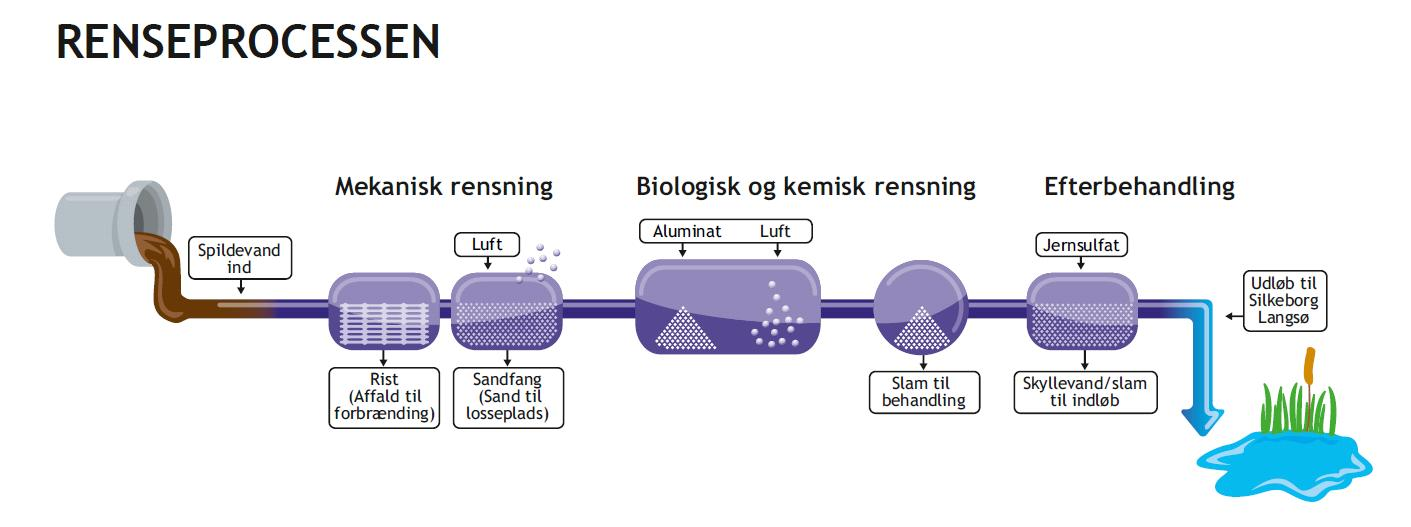 RENSEPROCESSEN
Mekanisk rensning
Biologisk og kemisk rensning
Efterbehandling
Spildevand
ind
Luft
Aluminat
Luft
Jernsulfat
Udløb til
Silkeborg
Langsø
Rist
(Affald til
forbrænding)
Sandfang
(Sand til
losseplads)
Slam til
behandling
Skyllevand/slam
til indløb